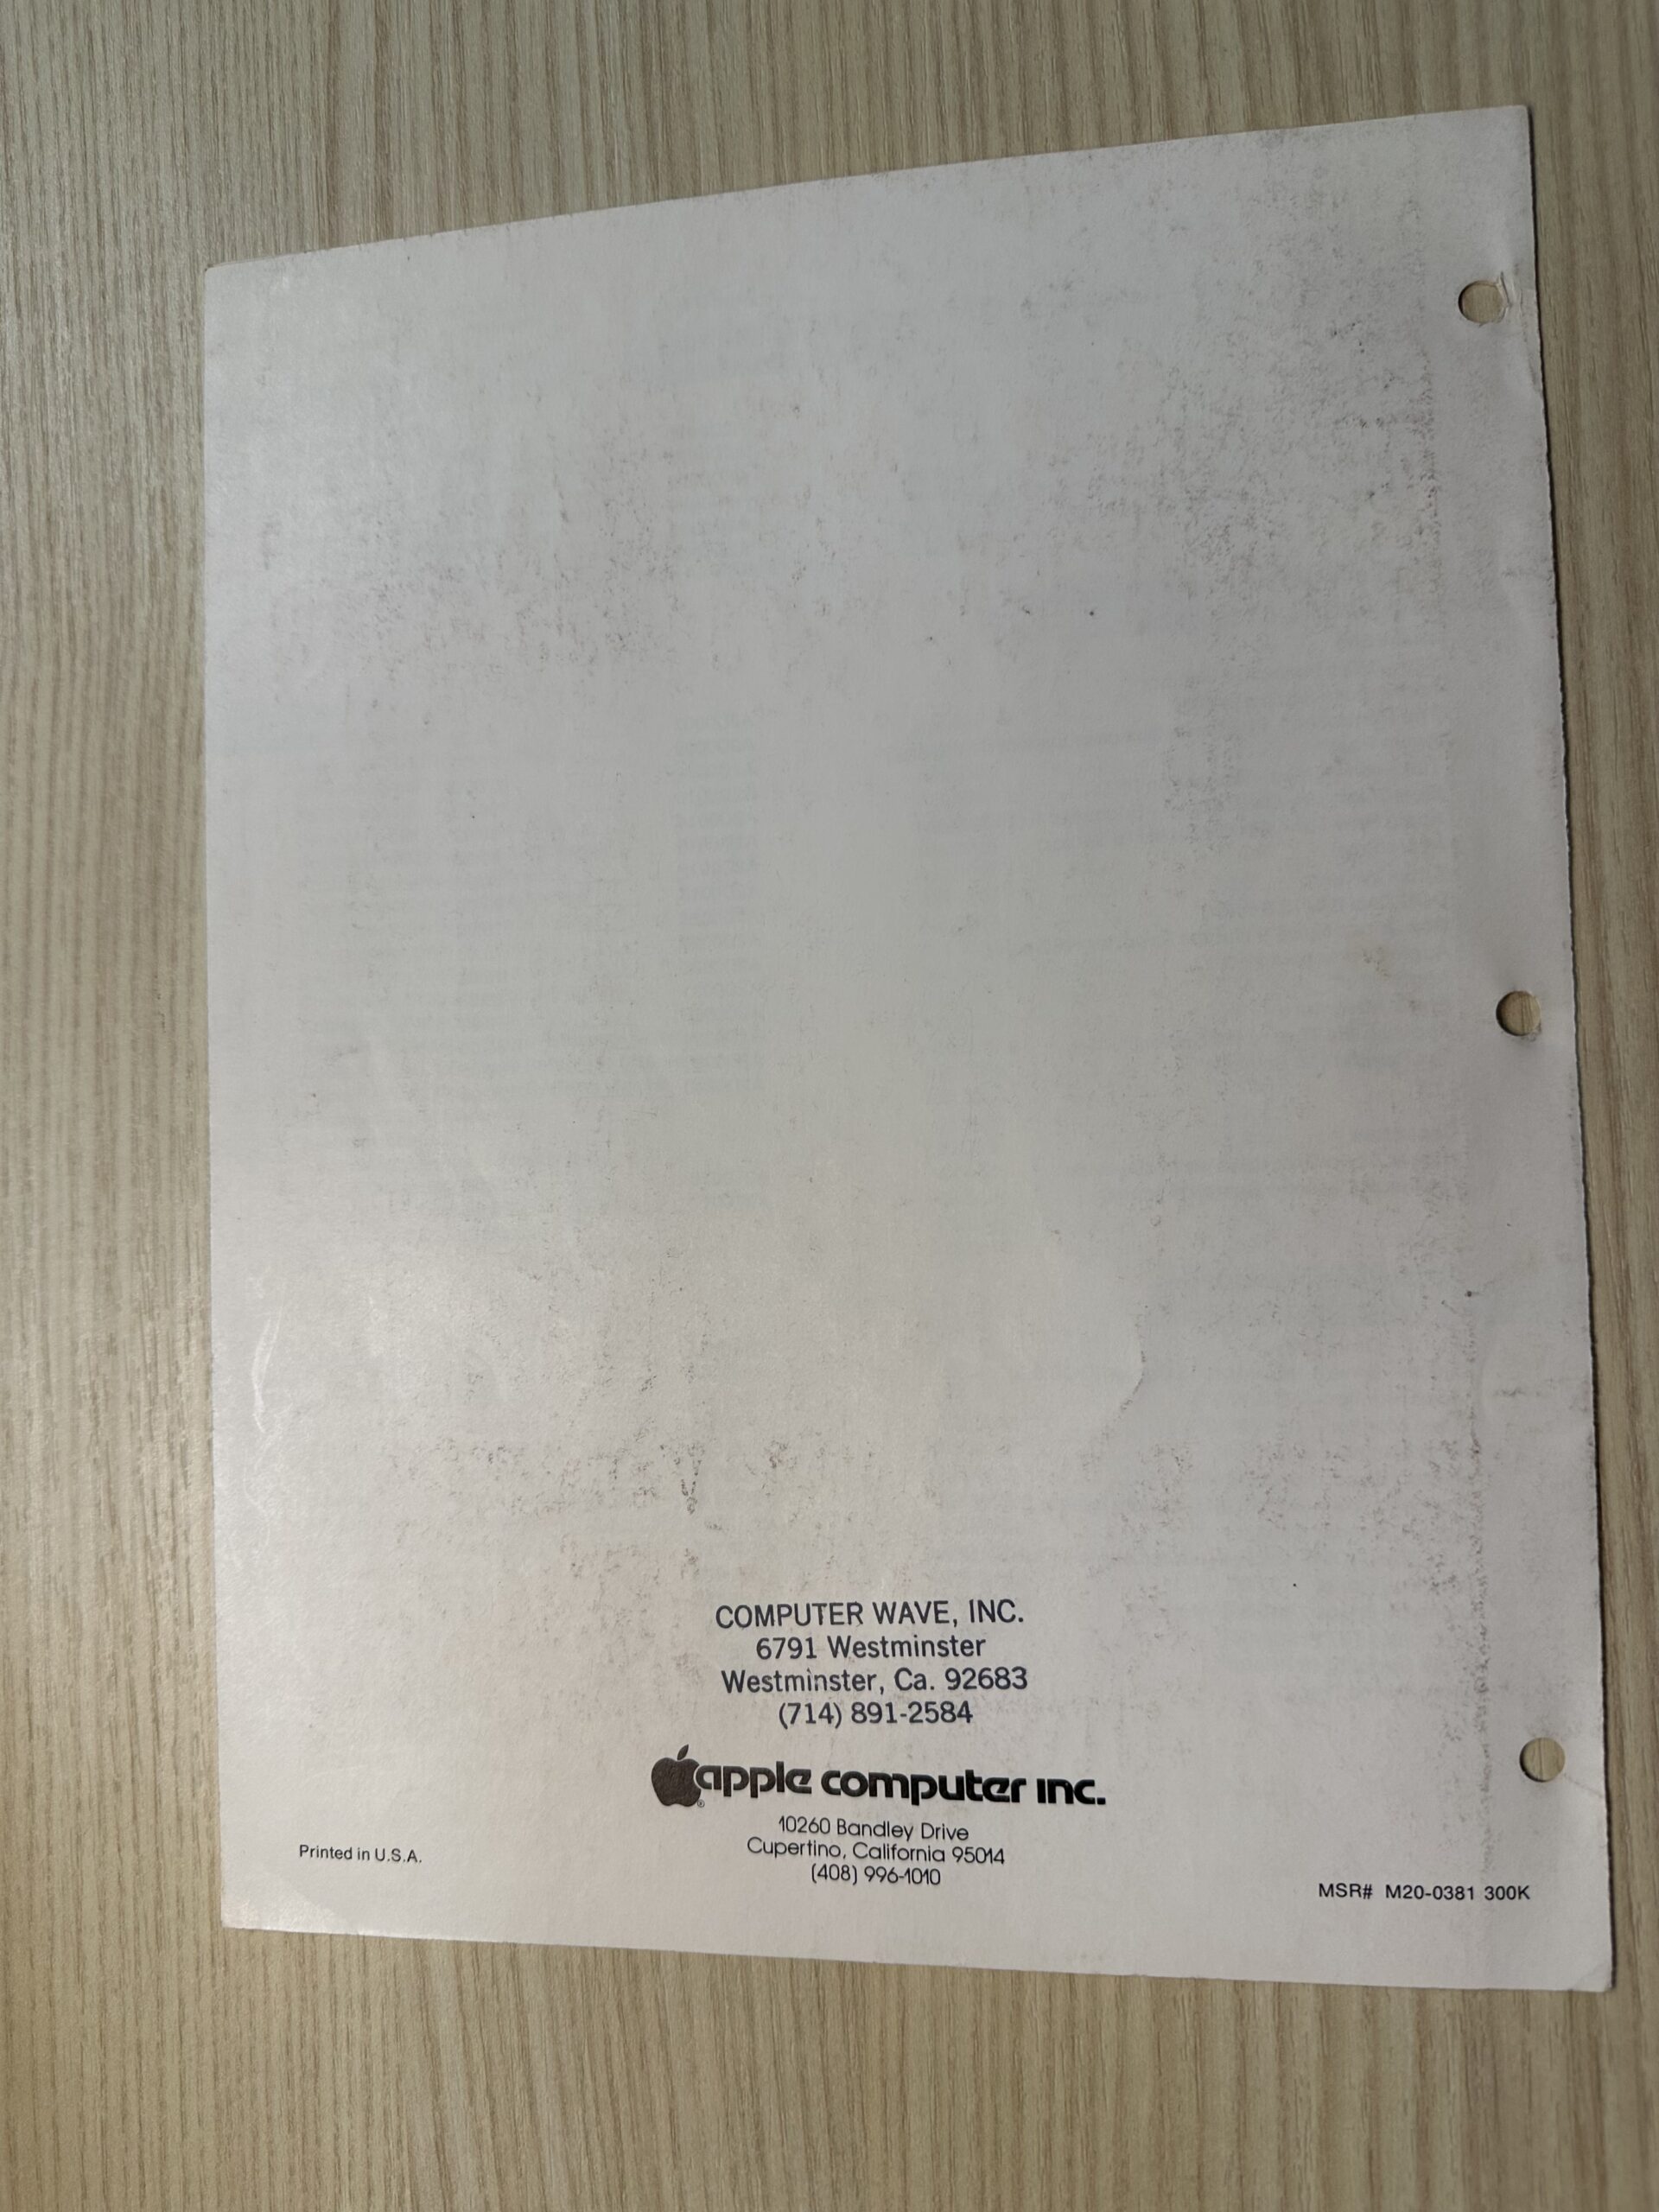 COMPUTER WAVE, INC.
6791 Westminster
Westminster, Ca. 92683
(714) 891-2584
apple computer inc.
10260 Bandley Drive
Cupertino, California 95014
(408) 996-1010
Printed in U.S.A.
MSR# M20-0381 300K